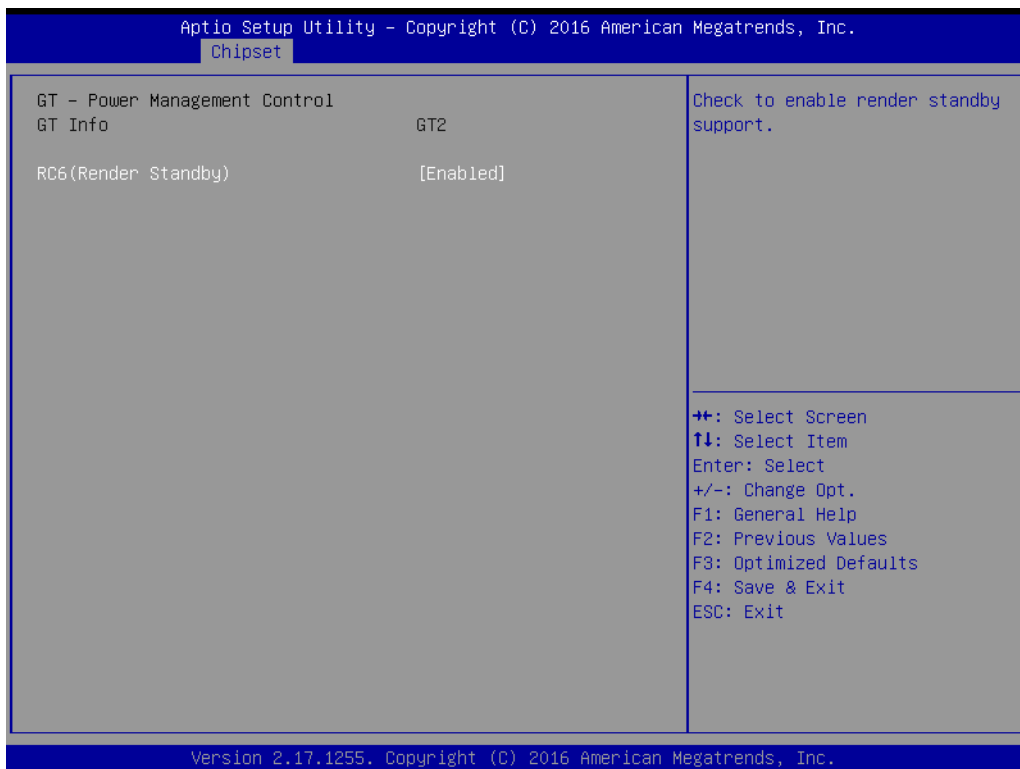 Aptio Setup Utility – Copyright (C) 2016 American Megatrends, Inc.
Chipset
GT – Power Management Control
GT Info GT2
RC6(Render Standby) [Enabled]
Check to enable render standby
support.
→←: Select Screen
↑↓: Select Item
Enter: Select
+/-: Change Opt.
F1: General Help
F2: Previous Values
F3: Optimized Defaults
F4: Save & Exit
ESC: Exit
Version 2.17.1255. Copyright (C) 2016 American Megatrends, Inc.